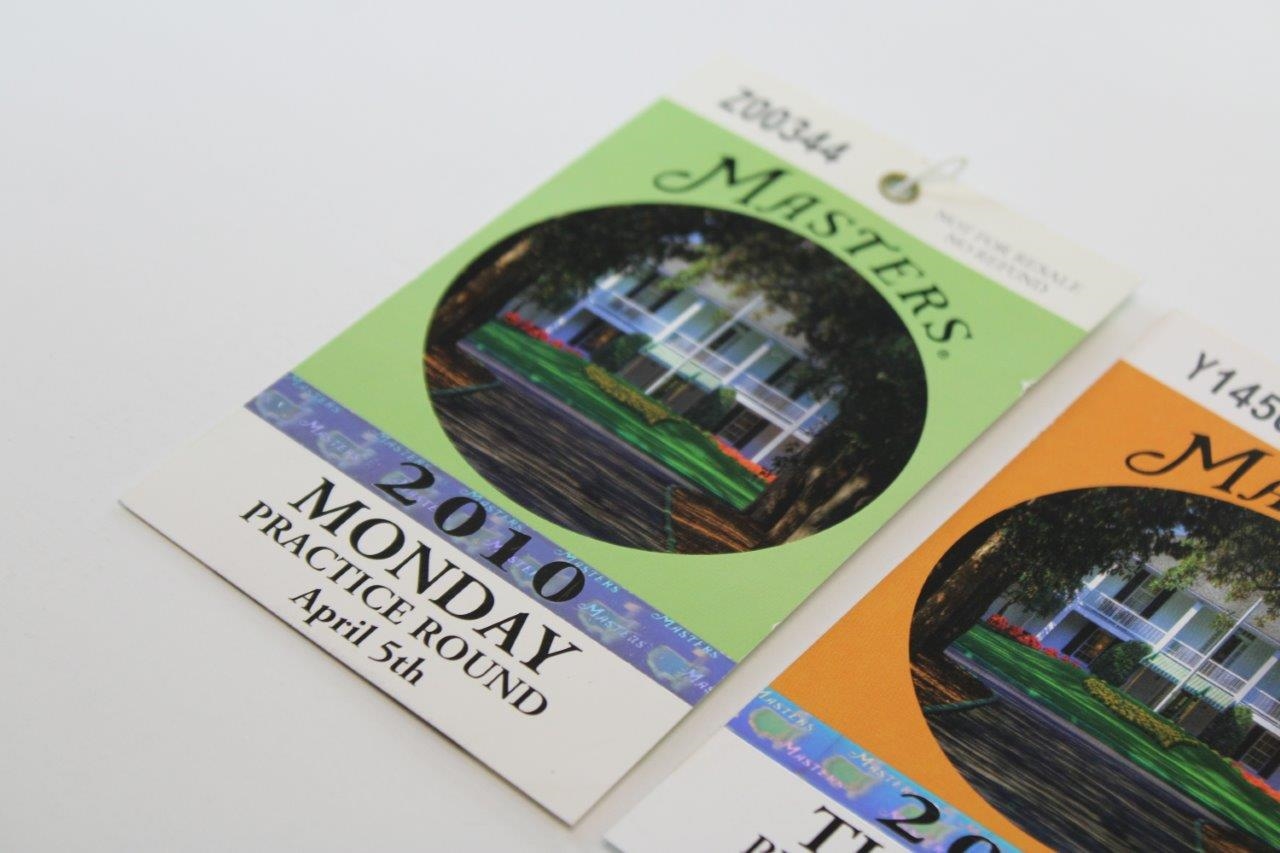 Z00344
NOT FOR RESALE
NO REFUND
MASTERS®
2010
MONDAY
PRACTICE ROUND
April 5th
Y145
MA
20